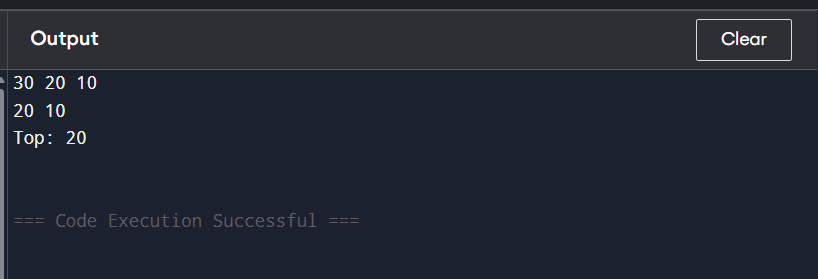 Output
Clear
30 20 10
20 10
Top: 20
=== Code Execution Successful ===